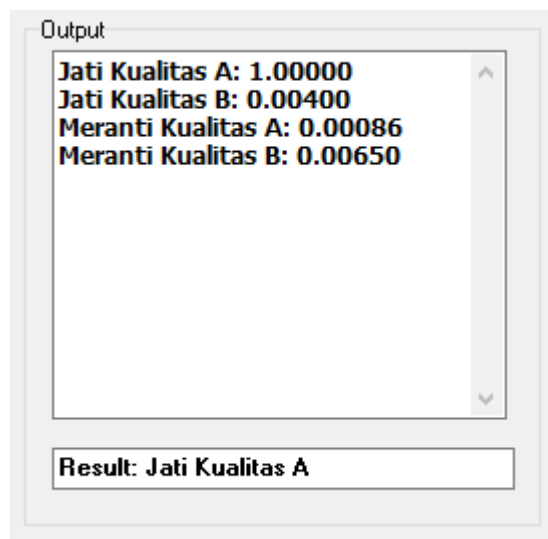 Output
Jati Kualitas A: 1.00000
Jati Kualitas B: 0.00400
Meranti Kualitas A: 0.00086
Meranti Kualitas B: 0.00650
Result: Jati Kualitas A